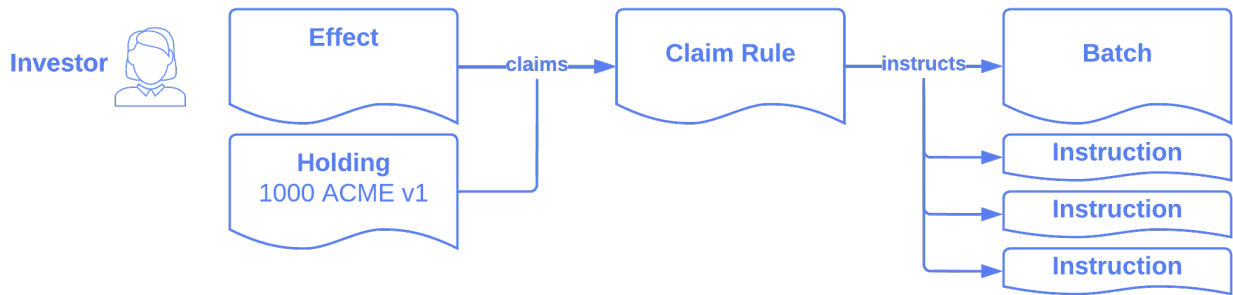 Investor
Effect
claims
Claim Rule
instructs
Batch
Holding
1000 ACME v1
Instruction
Instruction
Instruction